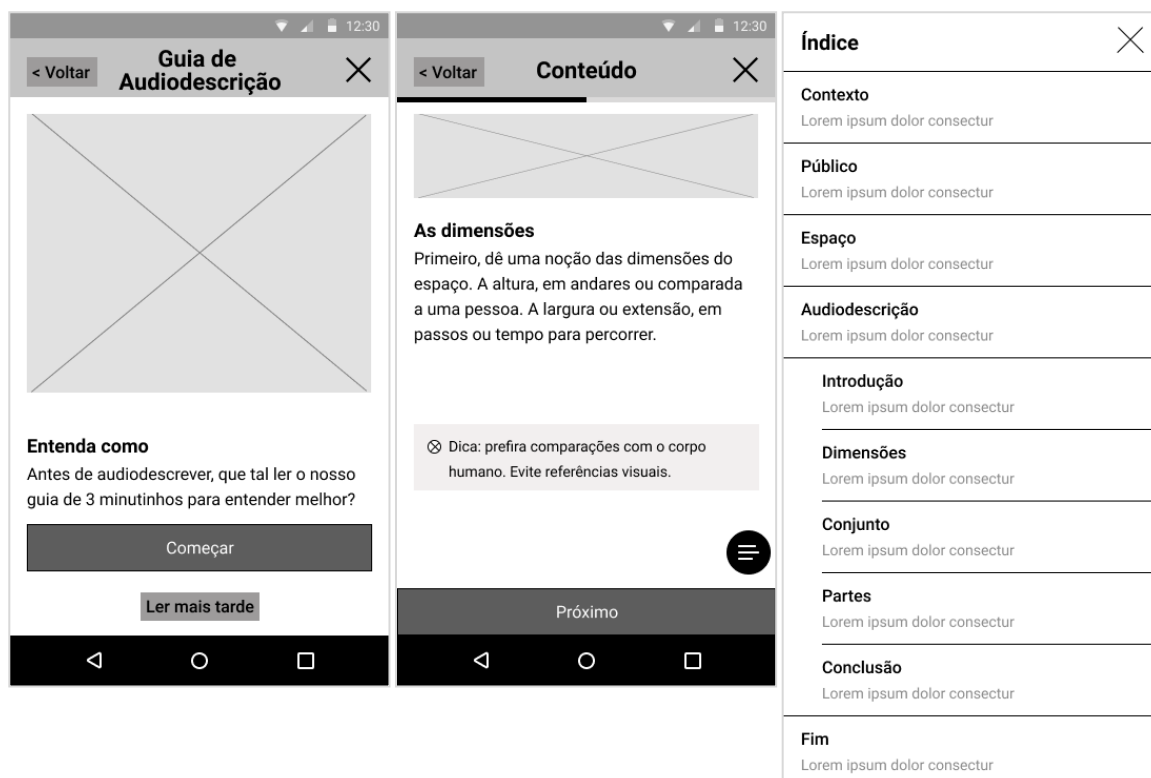 12:30
< Voltar
Guia de
Audiodescrição
Entenda como
Antes de audiodescrever, que tal ler o nosso
guia de 3 minutinhos para entender melhor?
Começar
Ler mais tarde
12:30
< Voltar
Conteúdo
As dimensões
Primeiro, dê uma noção das dimensões do
espaço. A altura, em andares ou comparada
a uma pessoa. A largura ou extensão, em
passos ou tempo para percorrer.
Dica: prefira comparações com o corpo
humano. Evite referências visuais.
Próximo
Índice
Contexto
Lorem ipsum dolor consectur
Público
Lorem ipsum dolor consectur
Espaço
Lorem ipsum dolor consectur
Audiodescrição
Lorem ipsum dolor consectur
Introdução
Lorem ipsum dolor consectur
Dimensões
Lorem ipsum dolor consectur
Conjunto
Lorem ipsum dolor consectur
Partes
Lorem ipsum dolor consectur
Conclusão
Lorem ipsum dolor consectur
Fim
Lorem ipsum dolor consectur